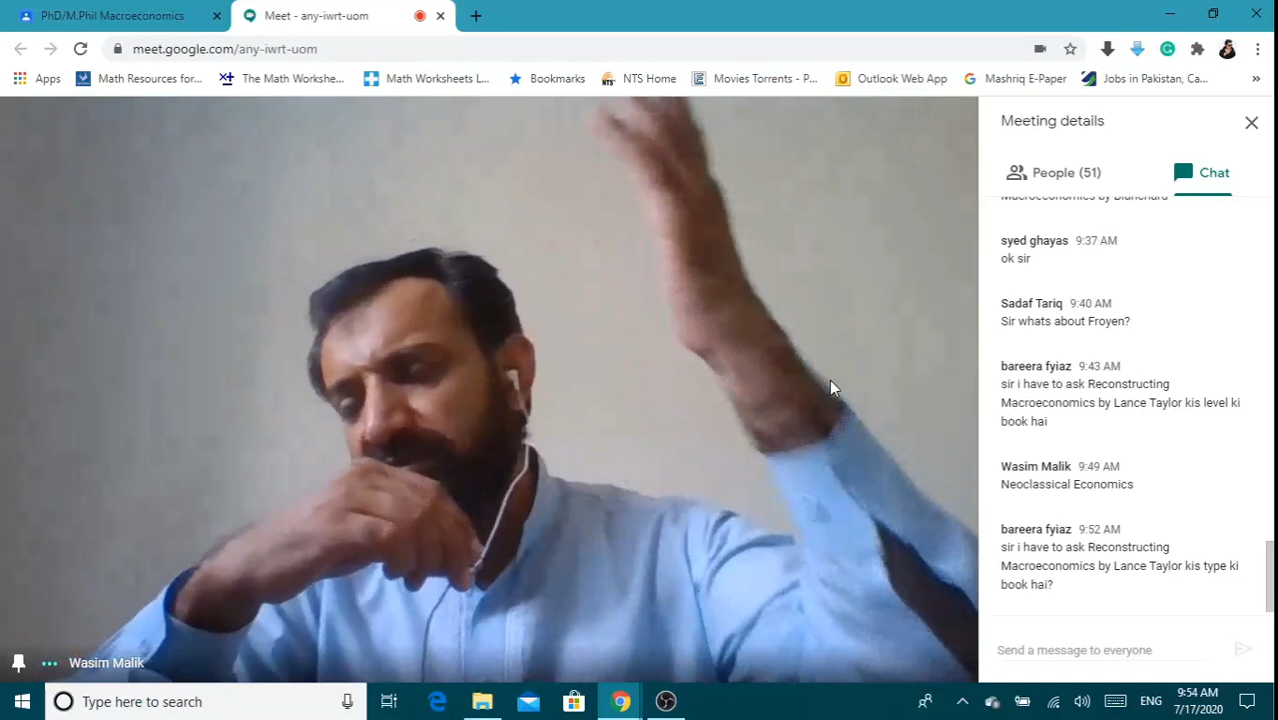 PhD/M.Phil Macroeconomics
Meet - any-iwrt-uom
meet.google.com/any-iwrt-uom
Apps
Math Resources for...
The Math Workshe...
Math Worksheets L...
Bookmarks
NTS Home
Movies Torrents - P...
Outlook Web App
Mashriq E-Paper
Jobs in Pakistan, Ca...
Meeting details
People (51)
Chat
Macroeconomics by Blanchard
syed ghayas 9:37 AM
ok sir
Sadaf Tariq 9:40 AM
Sir whats about Froyen?
bareera fyiaz 9:43 AM
sir i have to ask Reconstructing
Macroeconomics by Lance Taylor kis level ki
book hai
Wasim Malik 9:49 AM
Neoclassical Economics
bareera fyiaz 9:52 AM
sir i have to ask Reconstructing
Macroeconomics by Lance Taylor kis type ki
book hai?
Send a message to everyone
Wasim Malik
Type here to search
ENG
9:54 AM
7/17/2020